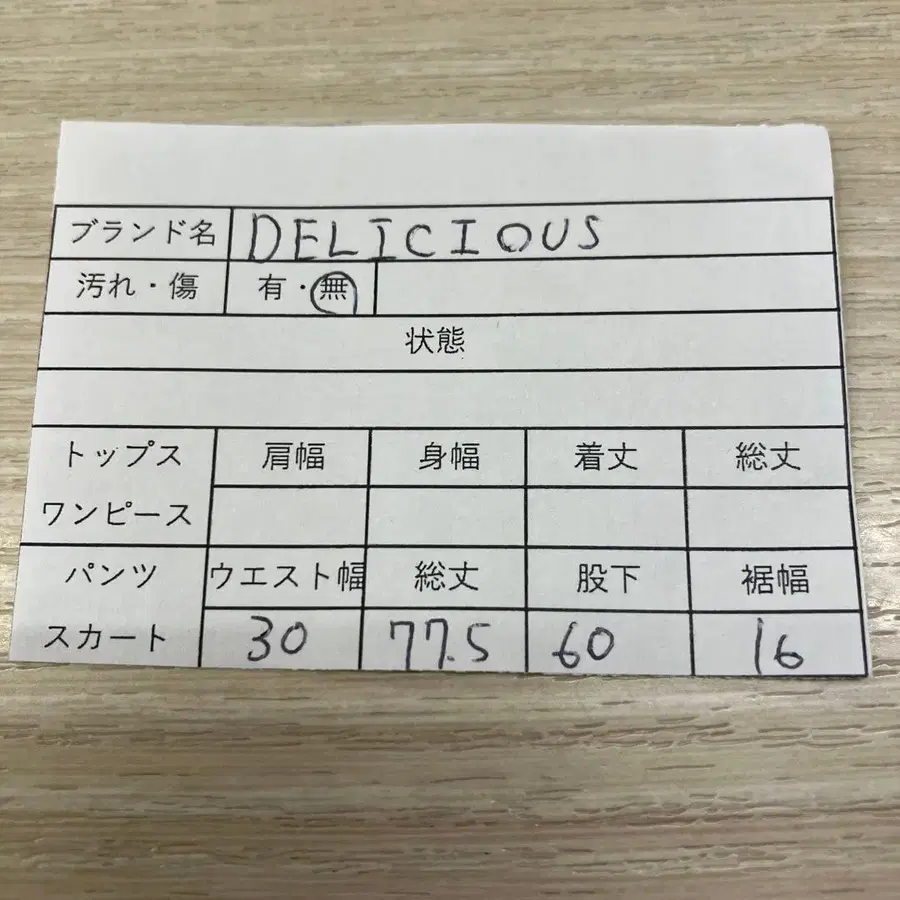 ブランド名 DELICIOUS
汚れ・傷 有・無
状態
トップス 肩幅 身幅 着丈 総丈
ワンピース
パンツ ウエスト幅 総丈 股下 裾幅
スカート 30 77.5 60 16